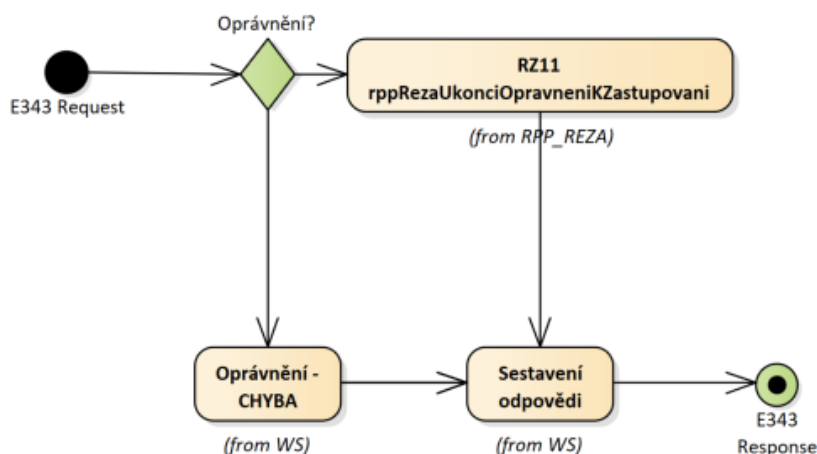 Oprávnění?
E343 Request
RZ11
rppRezaUkonciOpravneniKZastupovani
(from RPP_REZA)
Oprávnění -
CHYBA
(from WS)
Sestavení
odpovědi
(from WS)
E343
Response